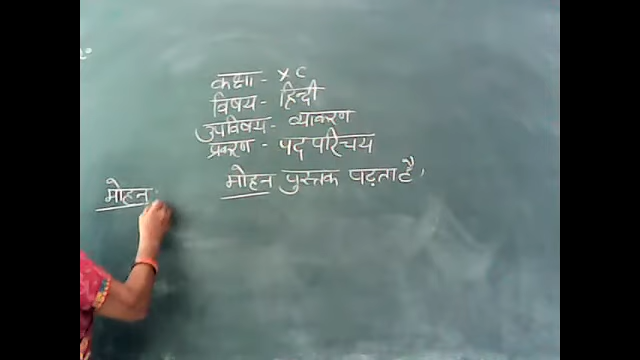 कक्षा - X C
विषय - हिन्दी
उपविषय - व्याकरण
प्रकरण - पद परिचय
मोहन पुस्तक पढ़ता है।
मोहन